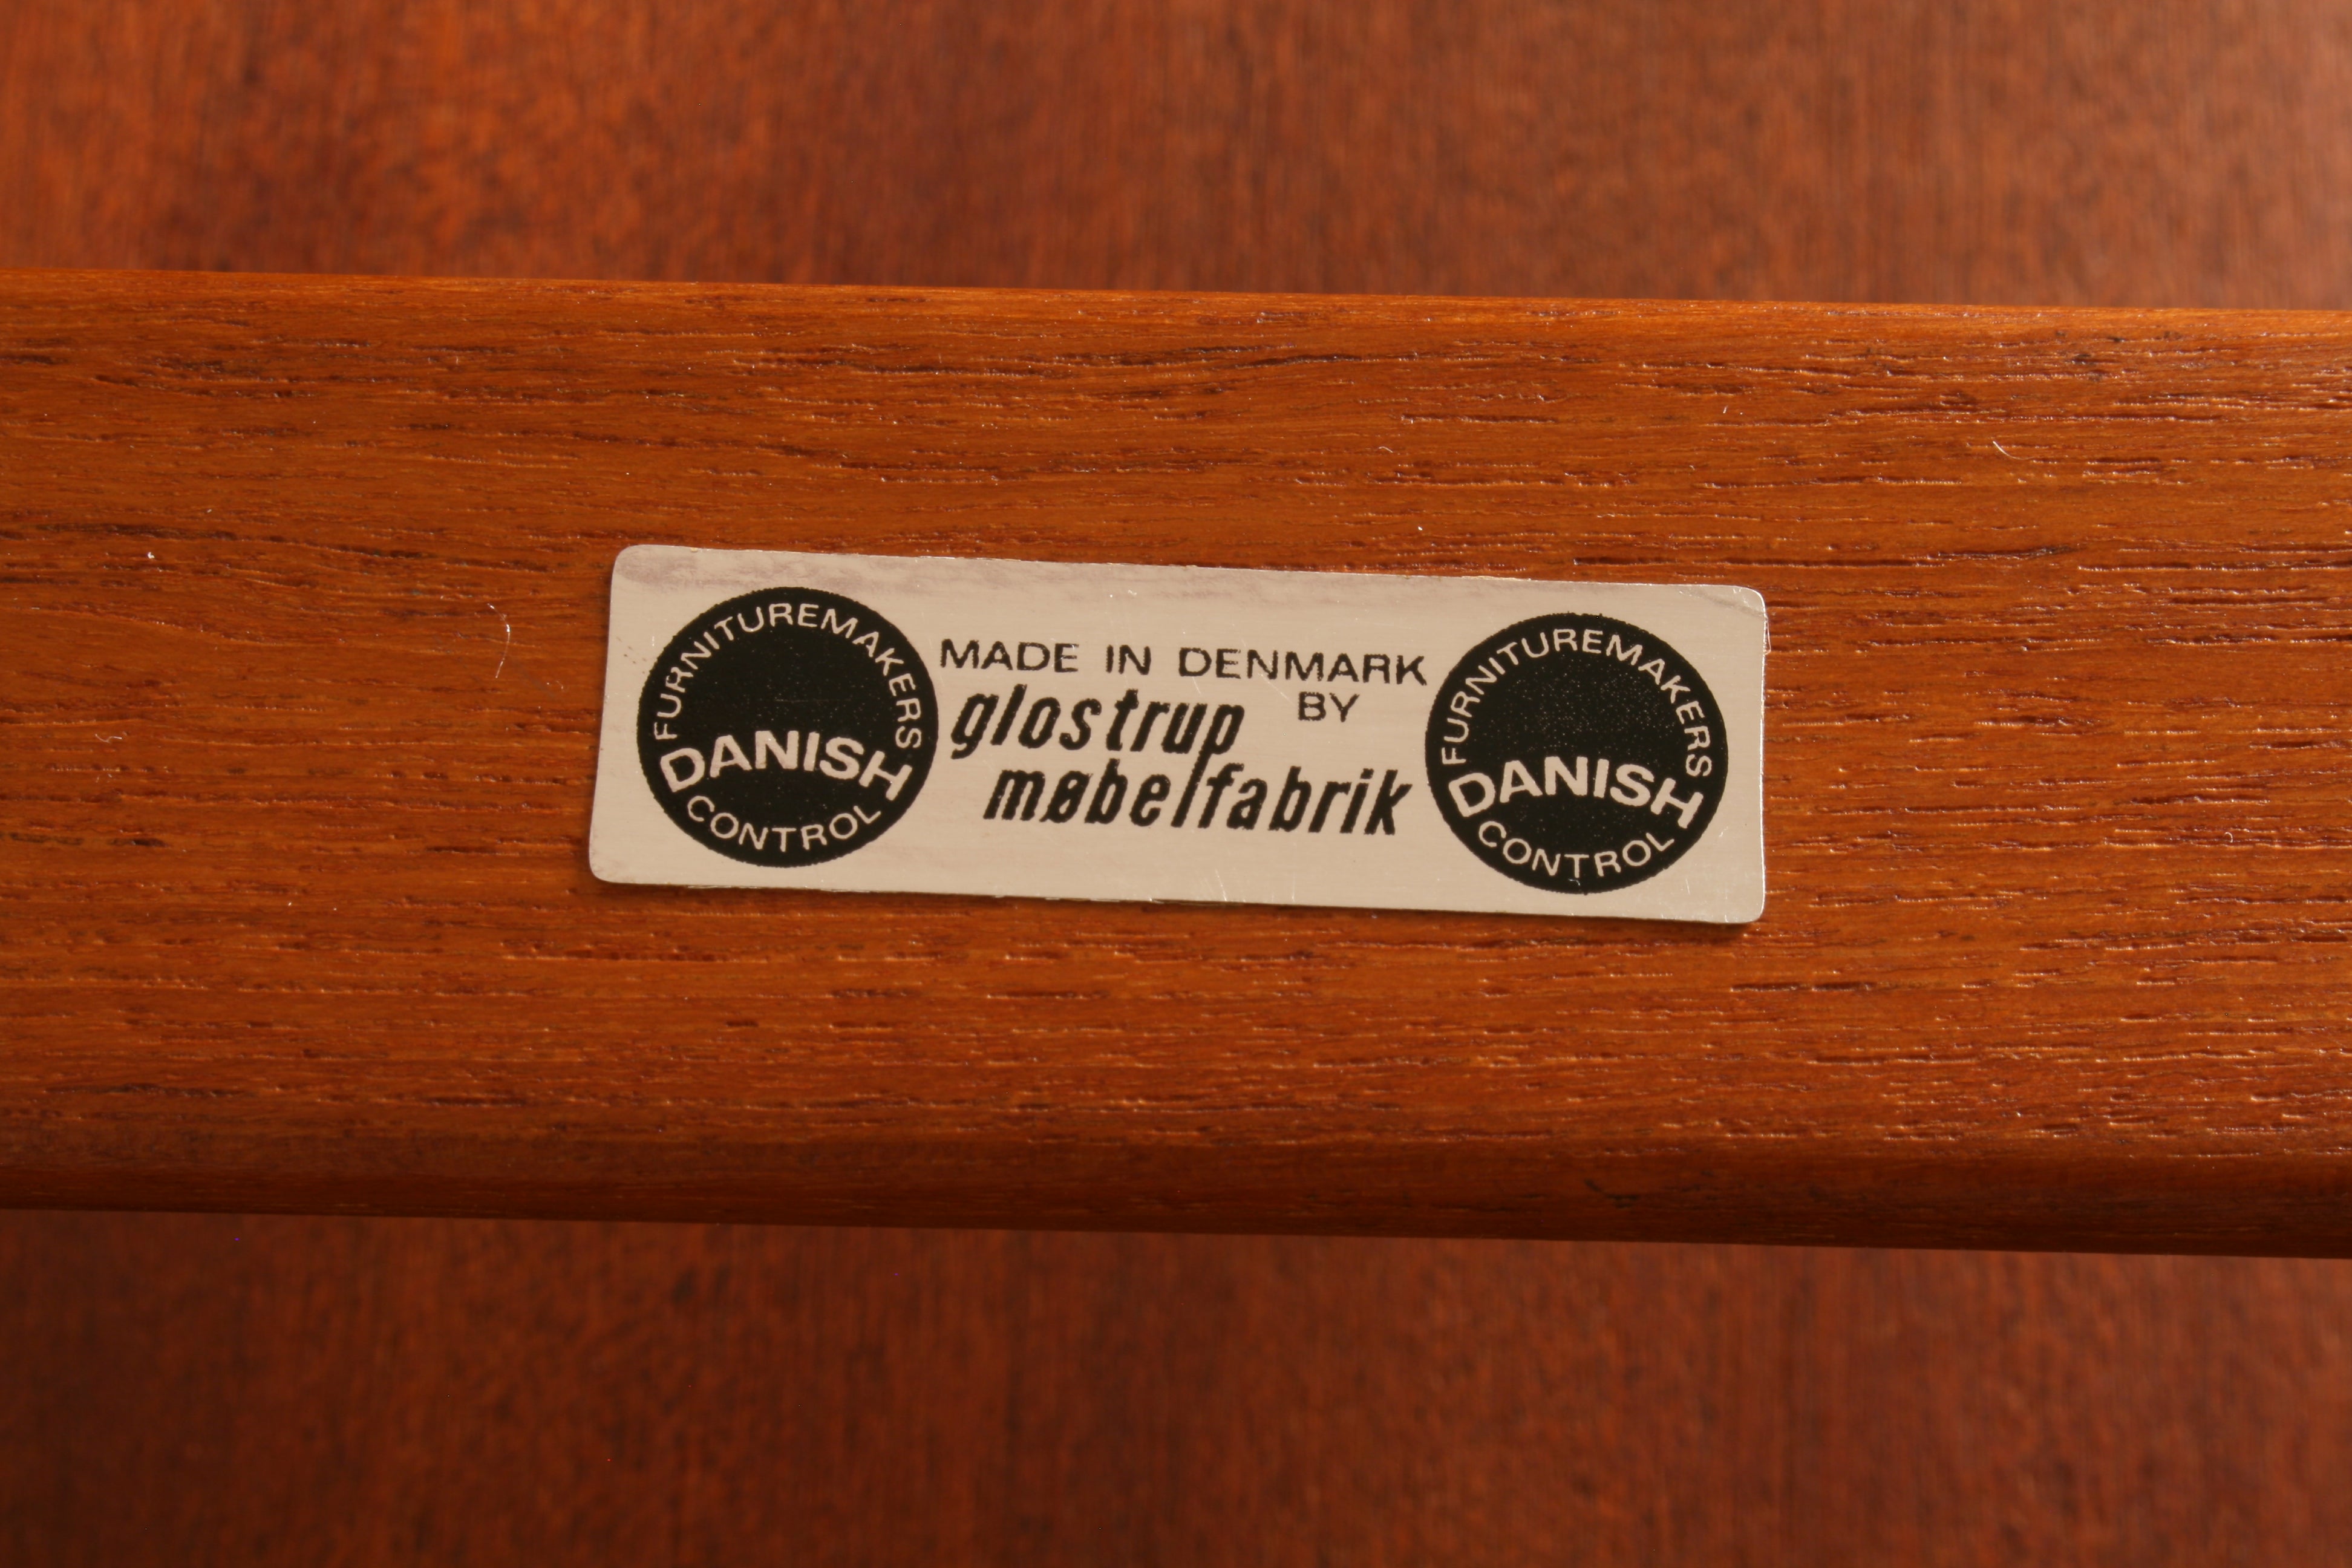 FURNITUREMAKERS
DANISH
CONTROL
MADE IN DENMARK
BY
glostrup
møbelfabrik
FURNITUREMAKERS
DANISH
CONTROL